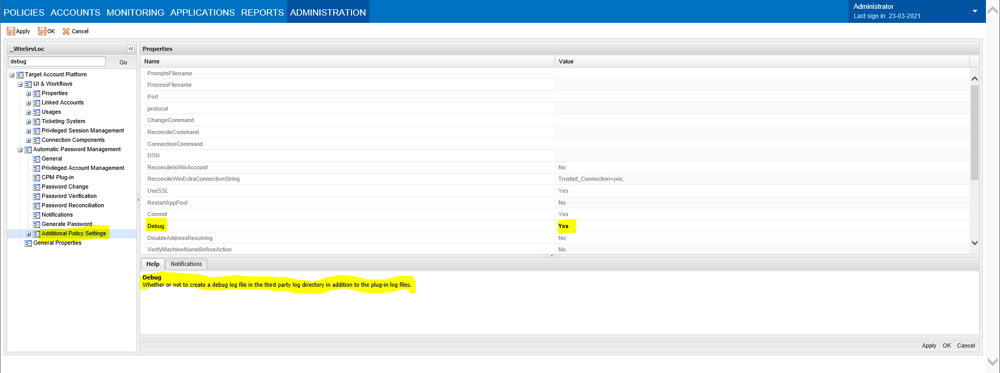 POLICIES ACCOUNTS MONITORING APPLICATIONS REPORTS ADMINISTRATION
Administrator
Last sign in: 23-03-2021
Apply OK Cancel
_WinSrvLoc
debug Go
Target Account Platform
UI & Workflows
Properties
Linked Accounts
Usages
Ticketing System
Privileged Session Management
Connection Components
Automatic Password Management
General
Privileged Account Management
CPM Plug-in
Password Change
Password Verification
Password Reconciliation
Notifications
Generate Password
Additional Policy Settings
General Properties
Properties
Name Value
PromptsFilename
ProcessFilename
Port
protocol
ChangeCommand
ReconcileCommand
ConnectionCommand
DSN
ReconcileIsWinAccount No
ReconcileWinExtraConnectionString Trusted_Connection=yes;
UseSSL Yes
RestartAppPool No
Commit Yes
Debug Yes
DisableAddressResolving No
VerifyMachineNameBeforeAction No
Help Notifications
Debug
Whether or not to create a debug log file in the third party log directory in addition to the plug-in log files.
Apply OK Cancel